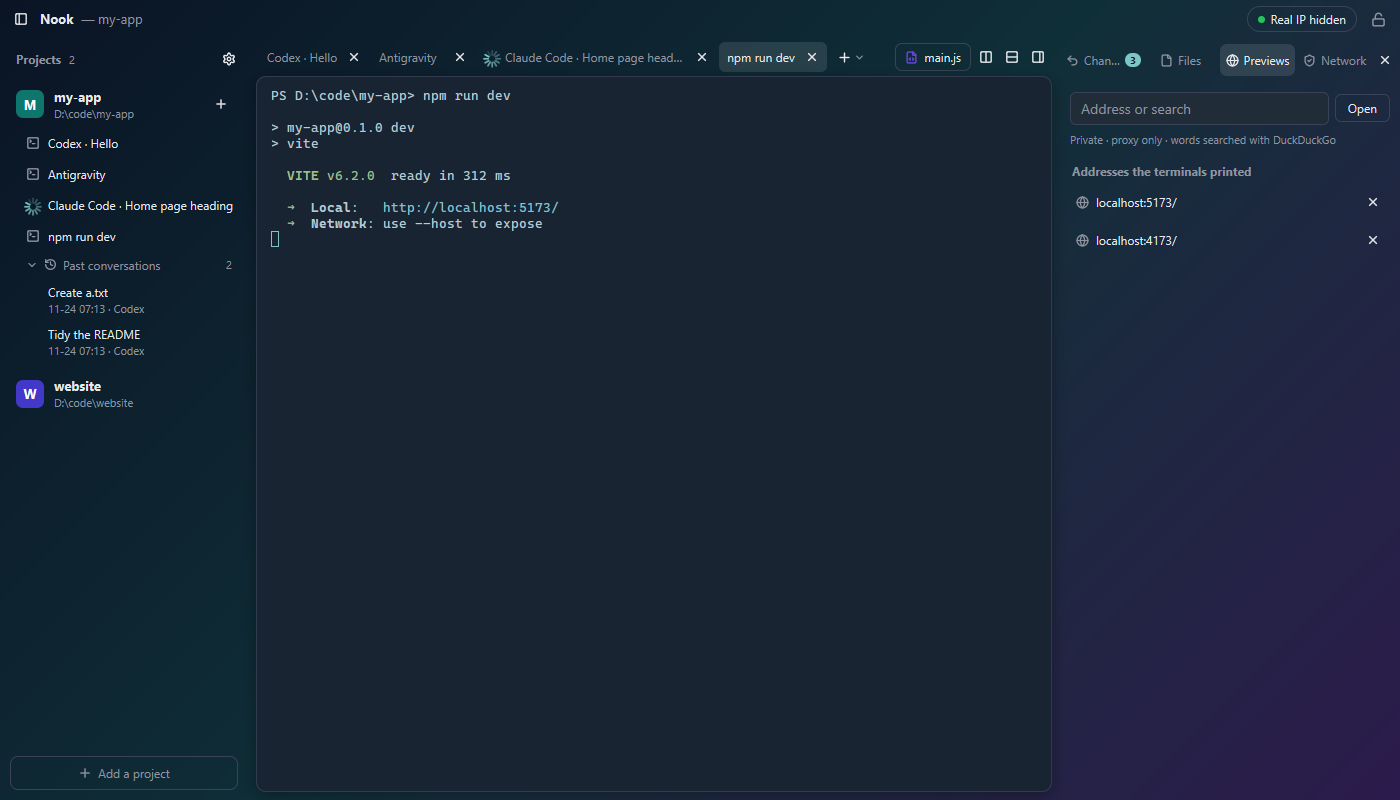 Nook — my-app
Real IP hidden
Projects 2
M
my-app
D:\code\my-app
Codex · Hello
Antigravity
Claude Code · Home page heading
npm run dev
Past conversations 2
Create a.txt
11-24 07:13 · Codex
Tidy the README
11-24 07:13 · Codex
W
website
D:\code\website
Add a project
Codex · Hello
Antigravity
Claude Code · Home page head...
npm run dev
main.js
PS D:\code\my-app> npm run dev
> my-app@0.1.0 dev
> vite
VITE v6.2.0 ready in 312 ms
➜ Local: http://localhost:5173/
➜ Network: use --host to expose
Chan... 3
Files
Previews
Network
Address or search
Open
Private · proxy only · words searched with DuckDuckGo
Addresses the terminals printed
localhost:5173/
localhost:4173/